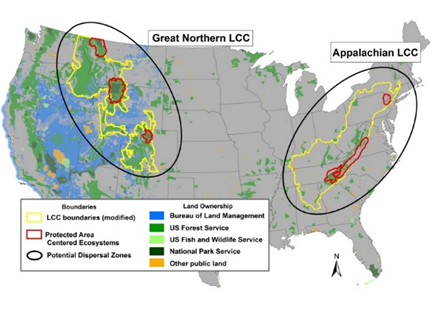 Great Northern LCC
Appalachian LCC
Boundaries
LCC boundaries (modified)
Protected Area
Centered Ecosystems
Potential Dispersal Zones
Land Ownership
Bureau of Land Management
US Forest Service
US Fish and Wildlife Service
National Park Service
Other public land
N